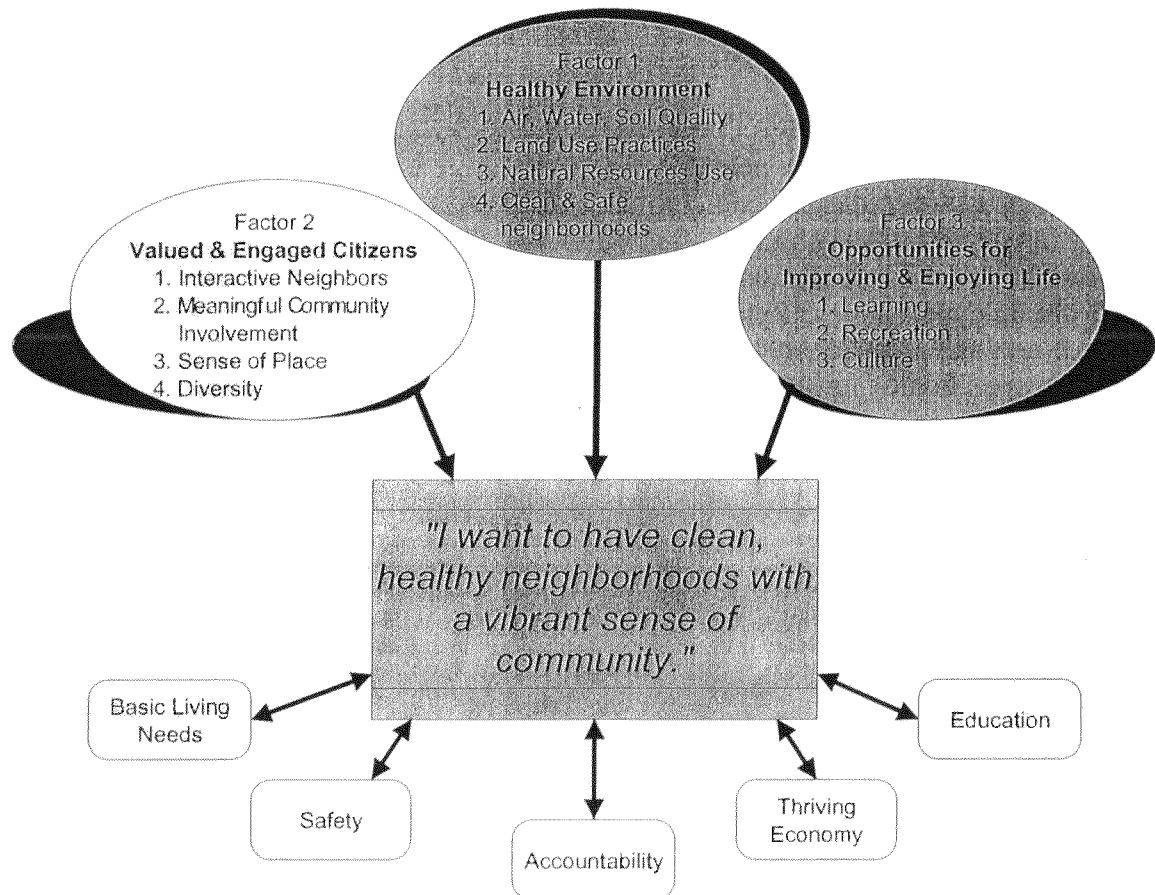 Factor 1
Healthy Environment
1. Air, Water, Soil Quality
2. Land Use Practices
3. Natural Resources Use
4. Clean & Safe
neighborhoods
Factor 2
Valued & Engaged Citizens
1. Interactive Neighbors
2. Meaningful Community
Involvement
3. Sense of Place
4. Diversity
Factor 3
Opportunities for
Improving & Enjoying Life
1. Learning
2. Recreation
3. Culture
"I want to have clean,
healthy neighborhoods with
a vibrant sense of
community."
Basic Living
Needs
Safety
Accountability
Thriving
Economy
Education